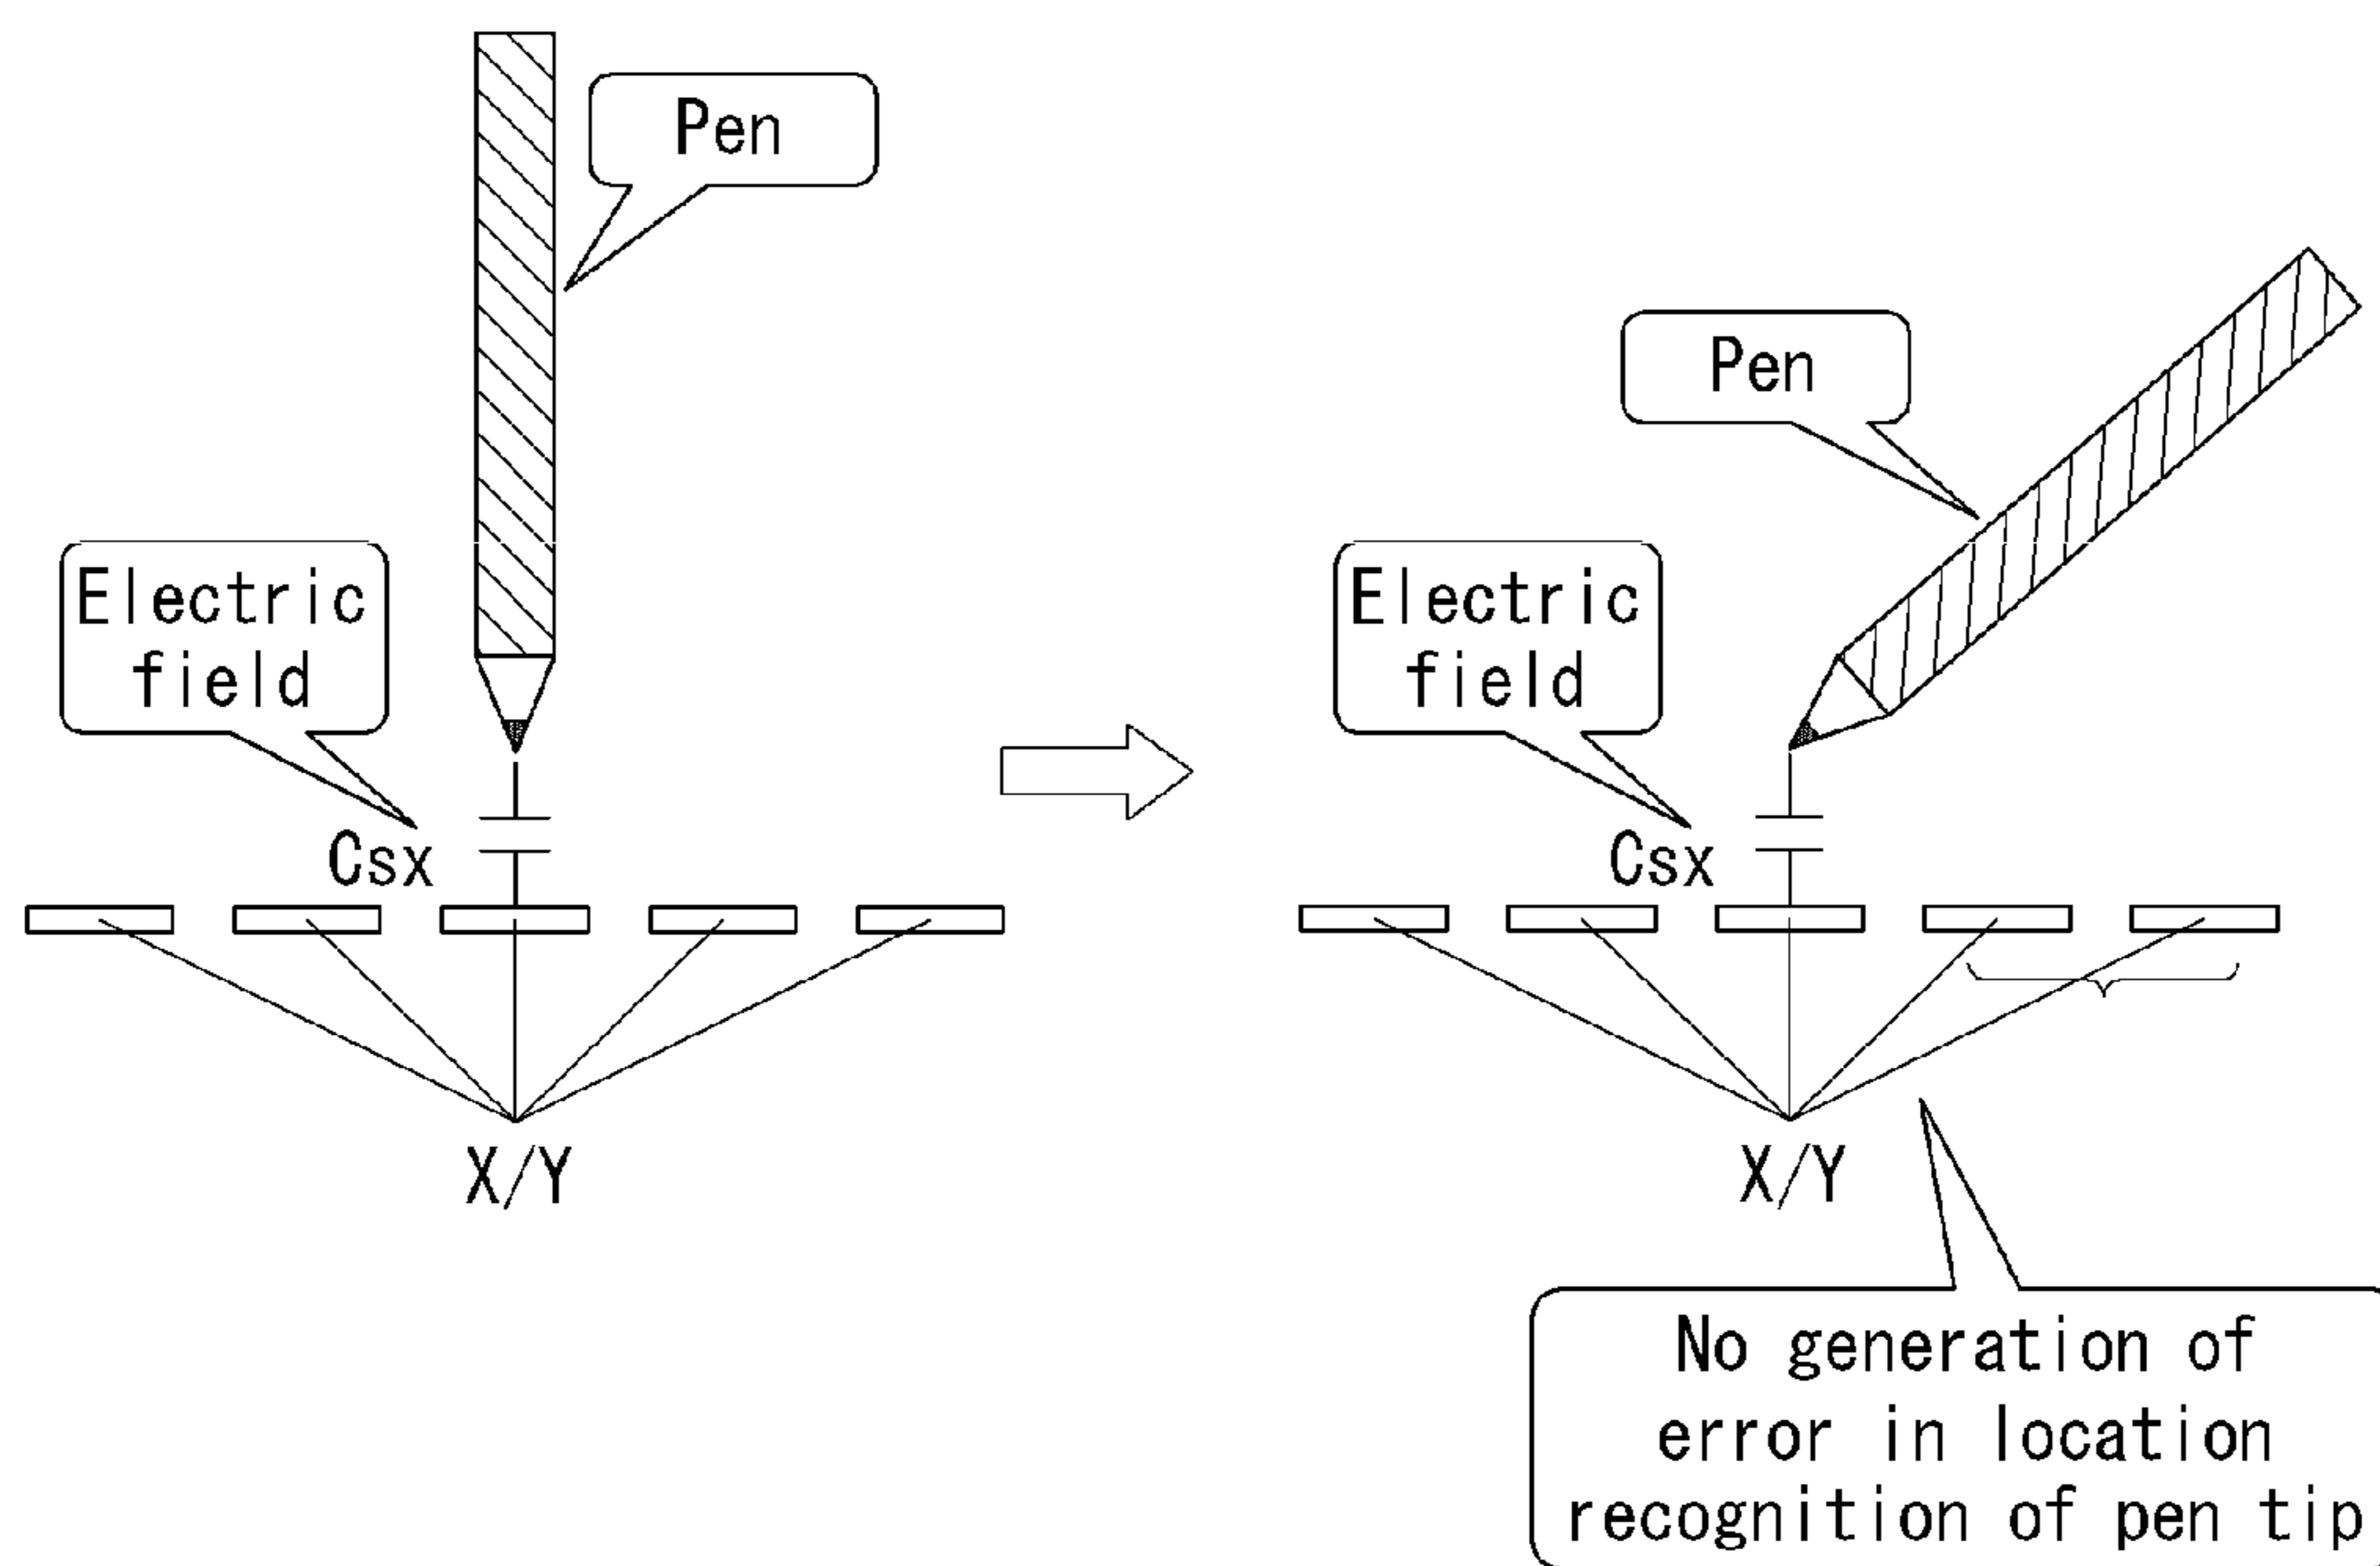 Pen
Electric
field
Csx
X/Y
Pen
Electric
field
Csx
X/Y
No generation of
error in location
recognition of pen tip